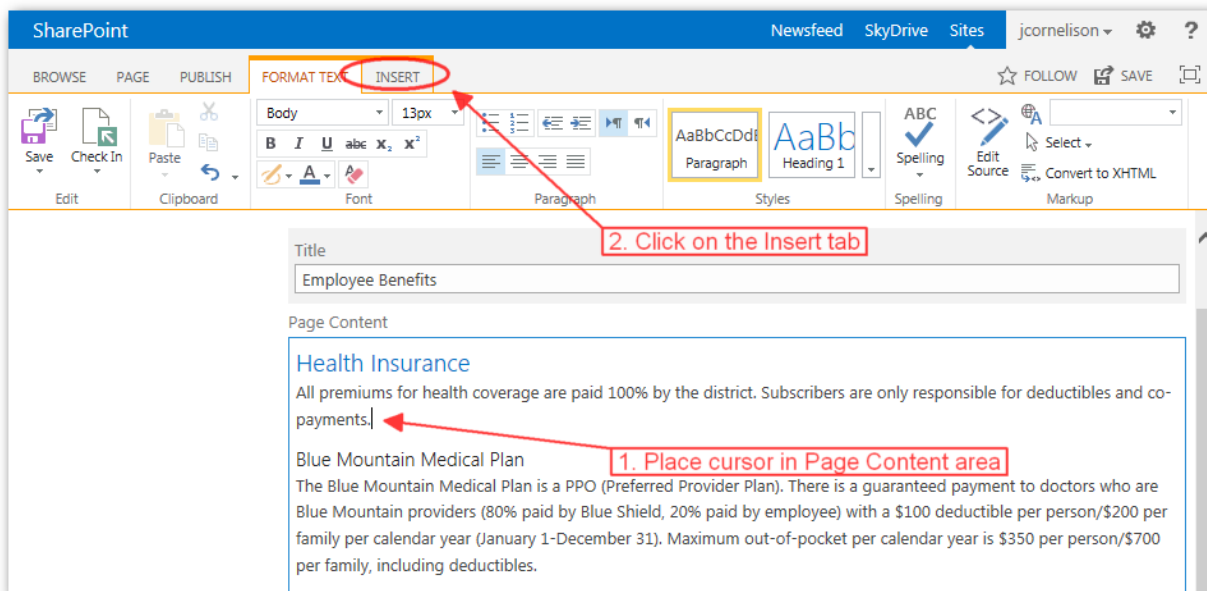 SharePoint Newsfeed SkyDrive Sites jcornelison ?
BROWSE PAGE PUBLISH FORMAT TEXT INSERT FOLLOW SAVE
Body 13px
B I U abc X₂ X²
A
Save Check In
Paste
AaBbCcDdE
Paragraph
AaBb
Heading 1
ABC
Spelling
Edit
Source
Select
Convert to XHTML
Edit Clipboard Font Paragraph Styles Spelling Markup
2. Click on the Insert tab
Title
Employee Benefits
Page Content
Health Insurance
All premiums for health coverage are paid 100% by the district. Subscribers are only responsible for deductibles and co-
payments.
1. Place cursor in Page Content area
Blue Mountain Medical Plan
The Blue Mountain Medical Plan is a PPO (Preferred Provider Plan). There is a guaranteed payment to doctors who are
Blue Mountain providers (80% paid by Blue Shield, 20% paid by employee) with a $100 deductible per person/$200 per
family per calendar year (January 1-December 31). Maximum out-of-pocket per calendar year is $350 per person/$700
per family, including deductibles.